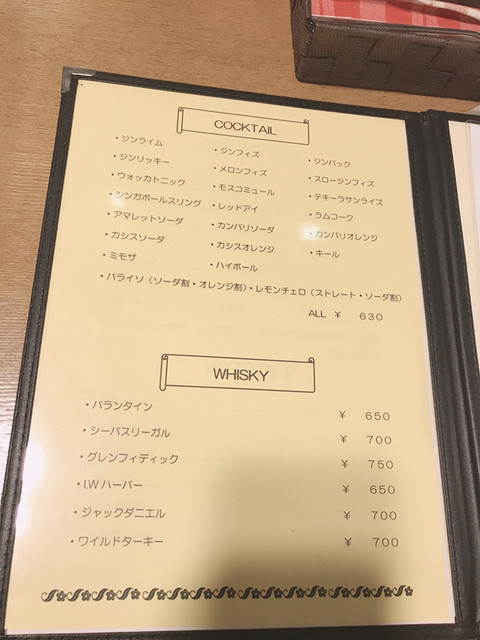 COCKTAIL
・ジンライム ・ジンフィズ ・ジンバック
・ジンリッキー ・メロンフィズ ・スロージンフィズ
・ウォッカトニック ・モスコミュール ・テキーラサンライズ
・シンガポールスリング ・レッドアイ ・ラムコーク
・アマレットソーダ ・カンパリソーダ ・カンパリオレンジ
・カシスソーダ ・カシスオレンジ ・キール
・ミモザ ・ハイボール
・パライソ（ソーダ割・オレンジ割）・レモンチェロ（ストレート・ソーダ割）
ALL ¥ 630
WHISKY
・バランタイン ¥ 650
・シーバスリーガル ¥ 700
・グレンフィディック ¥ 750
・I.Wハーパー ¥ 650
・ジャックダニエル ¥ 700
・ワイルドターキー ¥ 700